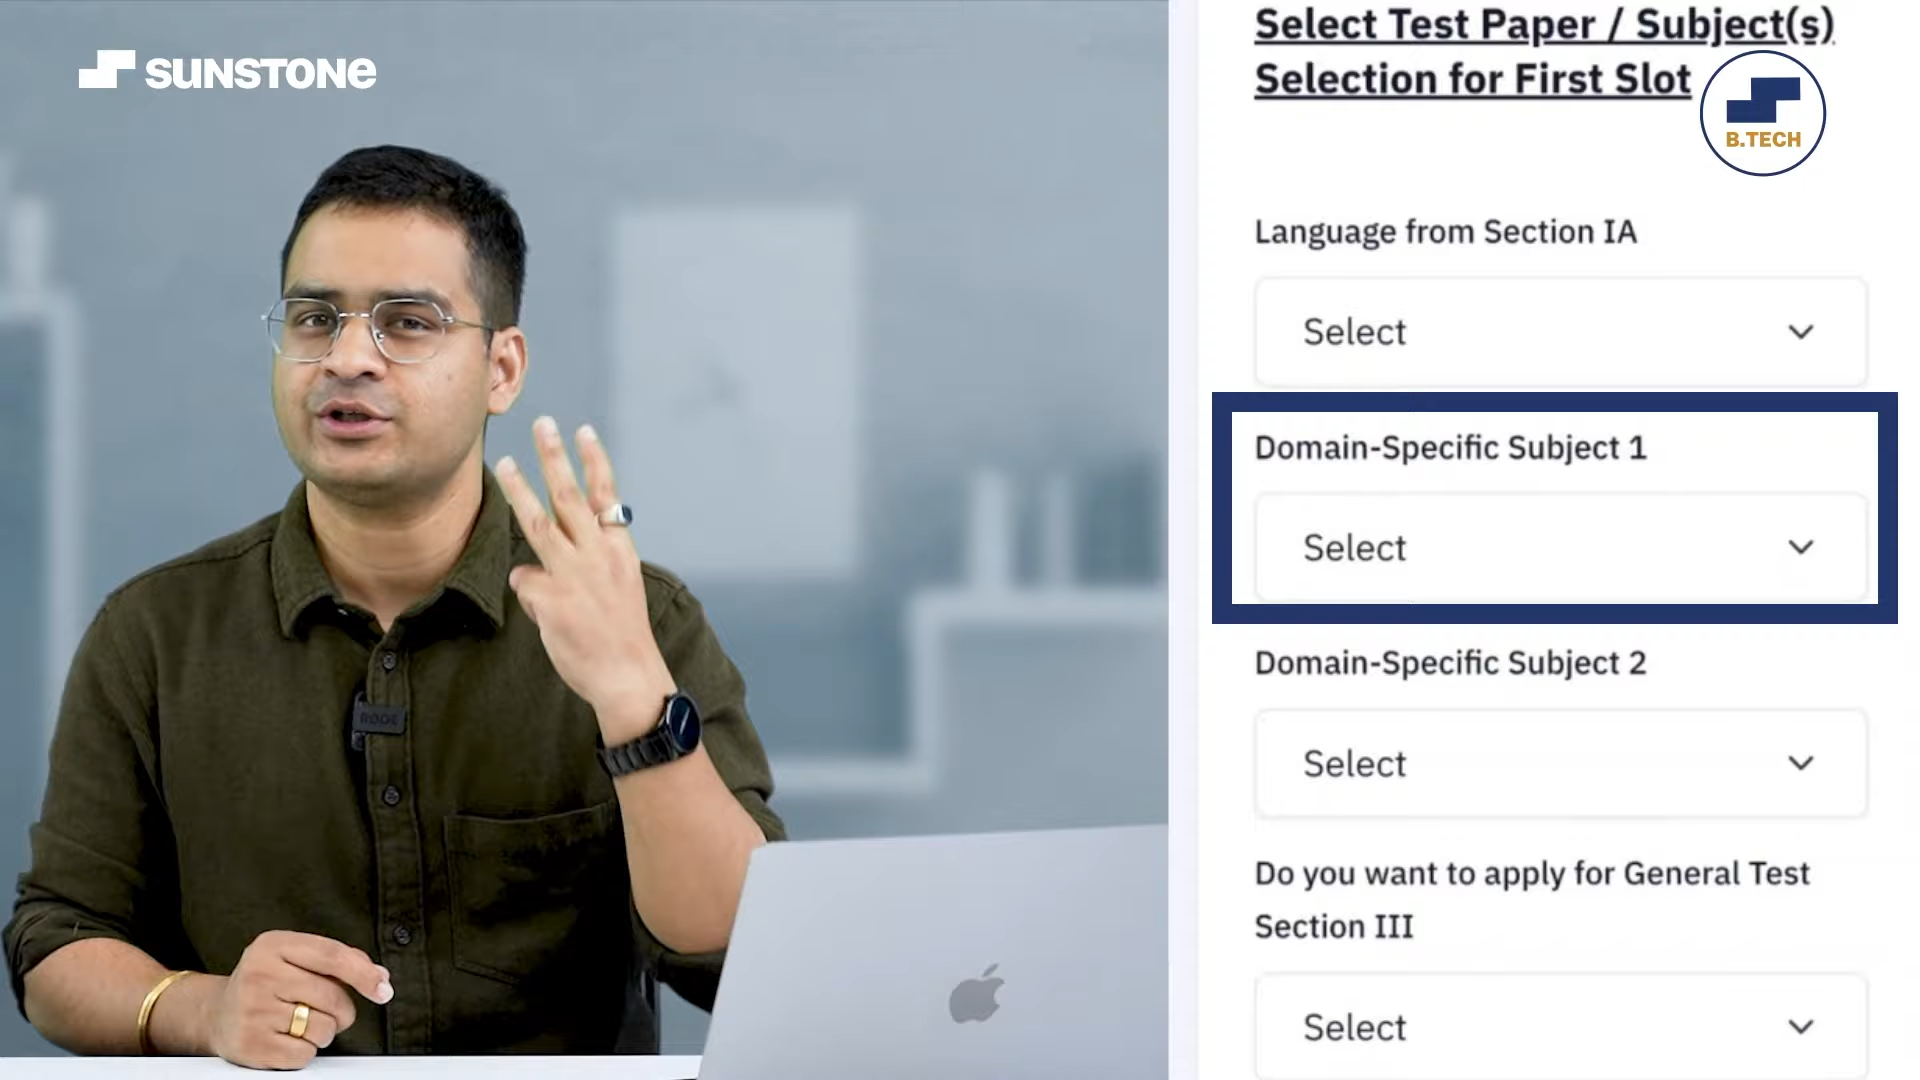 SUNSTONE
Select Test Paper / Subject(s)
Selection for First Slot
B.TECH
Language from Section IA
Select
Domain-Specific Subject 1
Select
Domain-Specific Subject 2
Select
Do you want to apply for General Test
Section III
Select
RODE